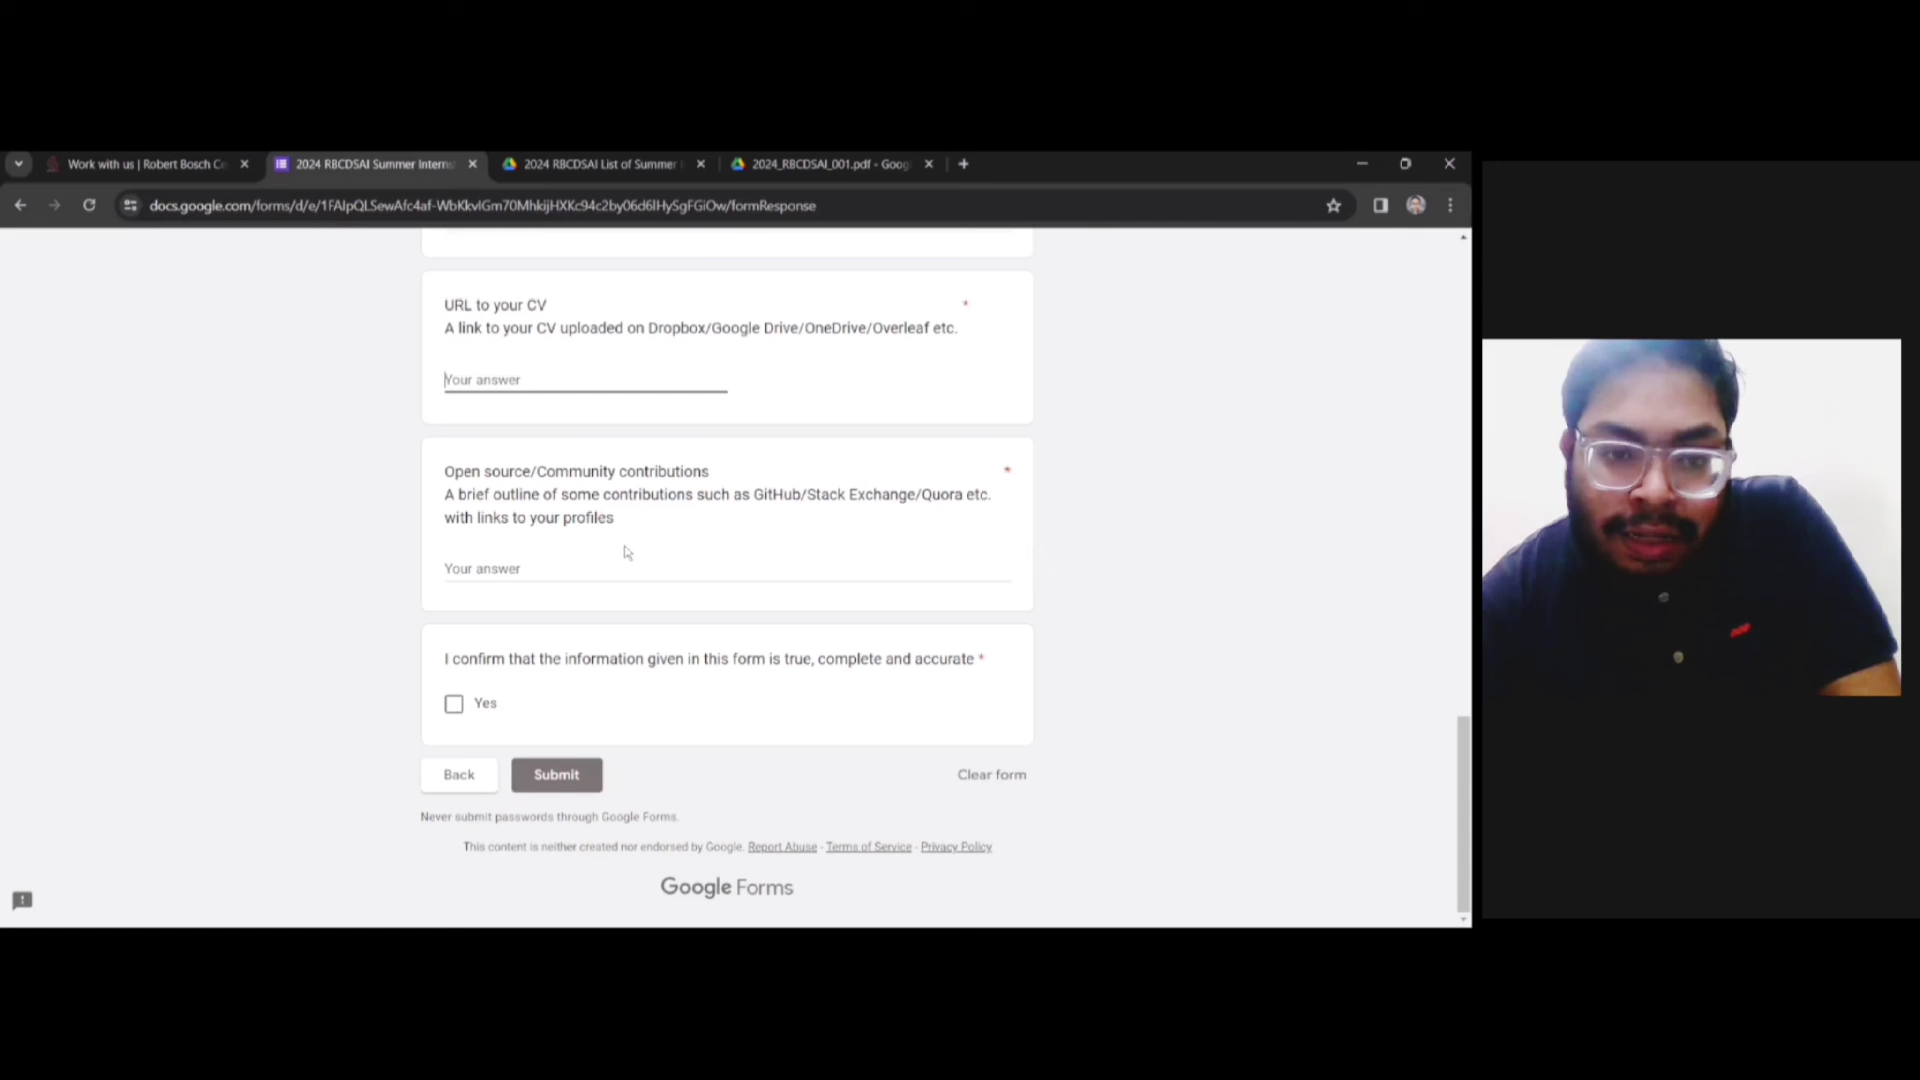 Work with us | Robert Bosch Ce
2024 RBCDSAI Summer Interns
2024 RBCDSAI List of Summer
2024_RBCDSAI_001.pdf - Goog
docs.google.com/forms/d/e/1FAIpQLSewAfc4af-WbKkvIGm70MhkijHXKc94c2by06d6IHySgFGiOw/formResponse
URL to your CV *
A link to your CV uploaded on Dropbox/Google Drive/OneDrive/Overleaf etc.
Your answer
Open source/Community contributions *
A brief outline of some contributions such as GitHub/Stack Exchange/Quora etc.
with links to your profiles
Your answer
I confirm that the information given in this form is true, complete and accurate *
Yes
Back
Submit
Clear form
Never submit passwords through Google Forms.
This content is neither created nor endorsed by Google. Report Abuse - Terms of Service - Privacy Policy
Google Forms